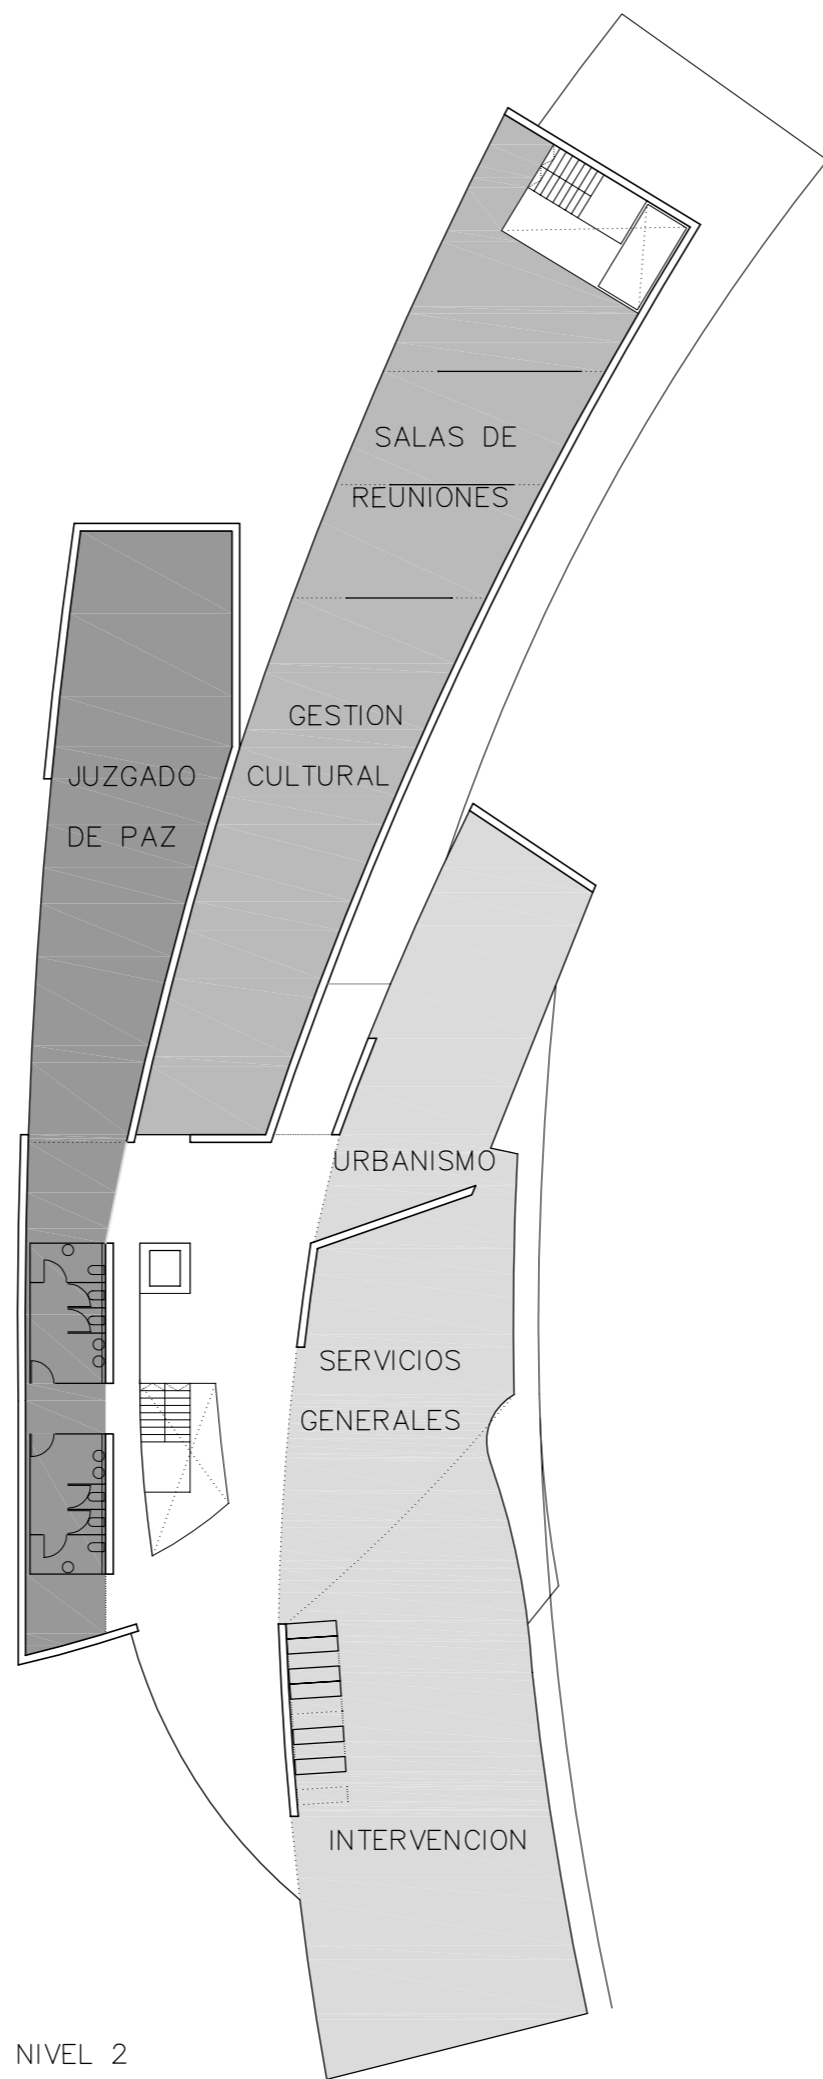 SALAS DE
REUNIONES
GESTION
CULTURAL
JUZGADO
DE PAZ
URBANISMO
SERVICIOS
GENERALES
INTERVENCION
NIVEL 2